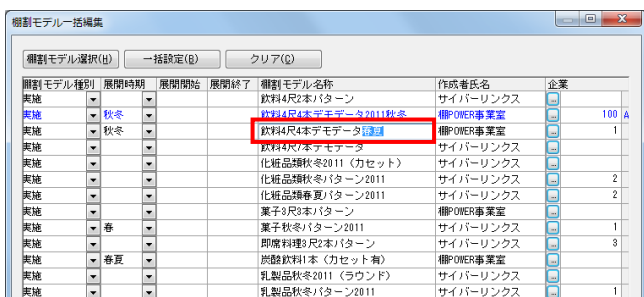 棚割モデル一括編集
棚割モデル選択(H) 一括設定(B) クリア(C)
棚割モデル種別 展開時期 展開開始 展開終了 棚割モデル名称 作成者氏名 企業
実施 飲料4尺2本パターン サイバーリンクス
実施 秋冬 飲料4尺4本デモデータ2011秋冬 棚POWER事業室 100 A
実施 秋冬 飲料4尺4本デモデータ春夏 棚POWER事業室 1
実施 飲料4尺7本デモデータ サイバーリンクス
実施 化粧品類秋冬2011（カセット） サイバーリンクス
実施 化粧品類秋冬パターン2011 サイバーリンクス 2
実施 化粧品類春夏パターン2011 サイバーリンクス 2
実施 菓子3尺3本パターン 棚POWER事業室
実施 春 菓子秋冬パターン2011 サイバーリンクス 1
実施 即席料理3尺2本パターン サイバーリンクス 3
実施 春夏 炭酸飲料1本（カセット有） 棚POWER事業室
実施 乳製品秋冬2011（ラウンド） サイバーリンクス
実施 乳製品秋冬パターン2011 サイバーリンクス 1